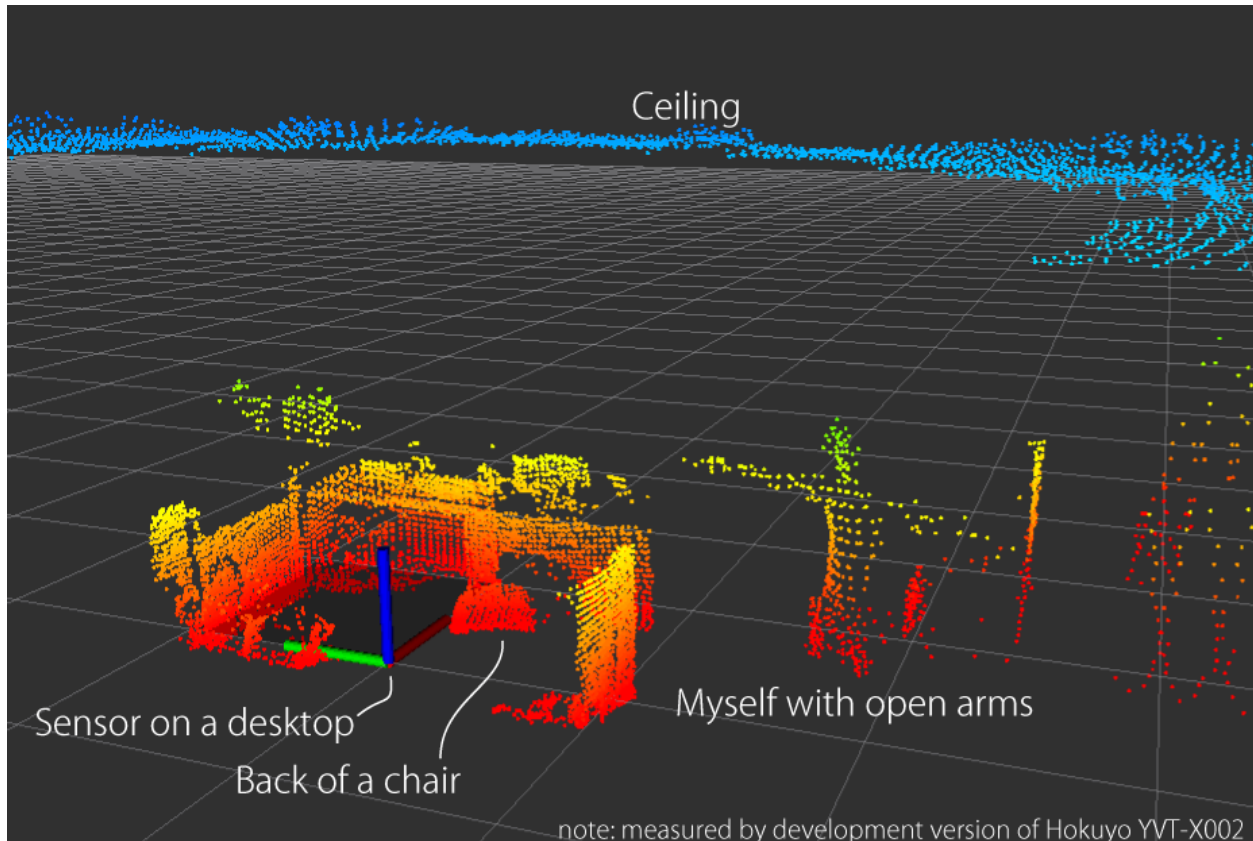 Ceiling
Myself with open arms
Sensor on a desktop
Back of a chair
note: measured by development version of Hokuyo YVT-X002